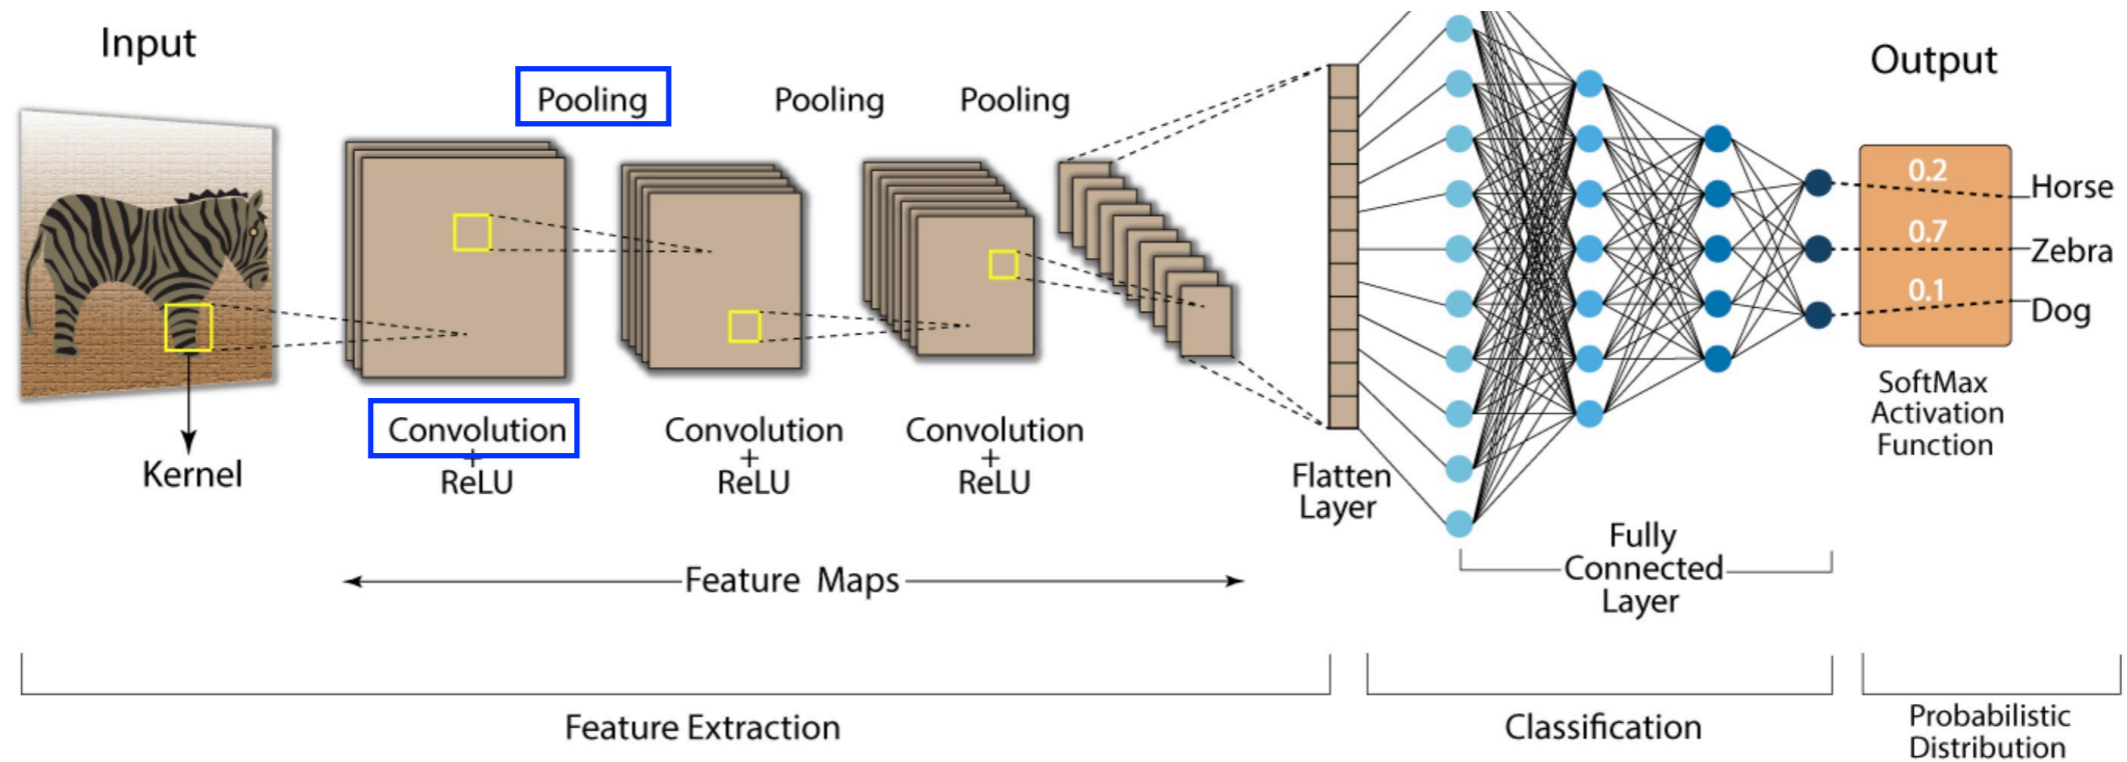 Input
Pooling
Pooling
Pooling
Output
0.2
Horse
0.7
Zebra
0.1
Dog
SoftMax
Activation
Function
Kernel
Convolution
+
ReLU
Convolution
+
ReLU
Convolution
+
ReLU
Flatten
Layer
Fully
Connected
Layer
Feature Maps
Feature Extraction
Classification
Probabilistic
Distribution